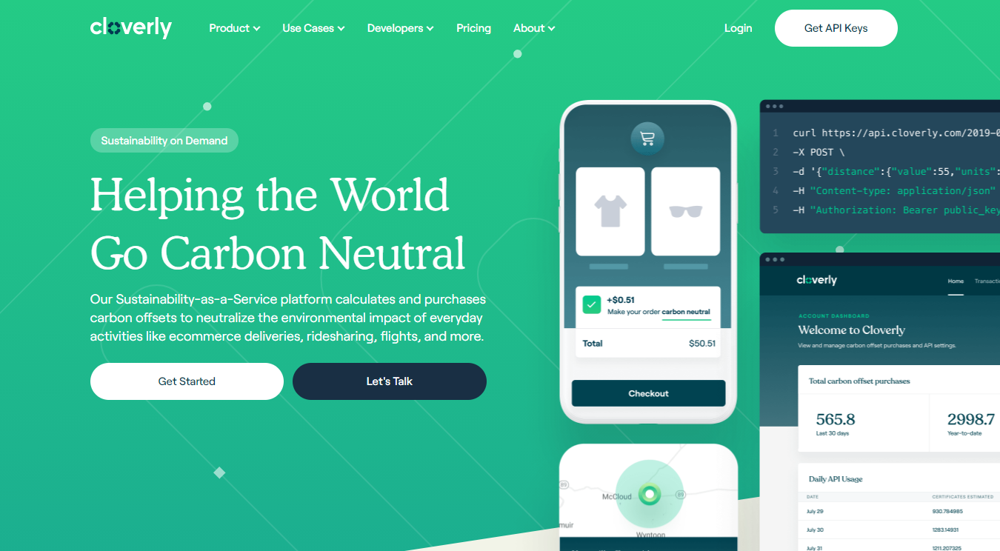 cloverly
Product
Use Cases
Developers
Pricing
About
Login
Get API Keys
Sustainability on Demand
Helping the World
Go Carbon Neutral
Our Sustainability-as-a-Service platform calculates and purchases
carbon offsets to neutralize the environmental impact of everyday
activities like ecommerce deliveries, ridesharing, flights, and more.
Get Started
Let's Talk
+$0.51
Make your order carbon neutral
Total $50.51
Checkout
89
McCloud
89
muir
Wyntoon
1 curl https://api.cloverly.com/2019-0
2 -X POST \
3 -d '{"distance":{"value":55,"units":
4 -H "Content-type: application/json"
5 -H "Authorization: Bearer public_key
cloverly
Home
Transacti
ACCOUNT DASHBOARD
Welcome to Cloverly
View and manage carbon offset purchases and API settings.
Total carbon offset purchases
565.8 2998.7
Last 30 days Year-to-date
Daily API Usage
DATE CERTIFICATES ESTIMATED
July 29 930.784985
July 30 1283.14931
July 31 1211.207325